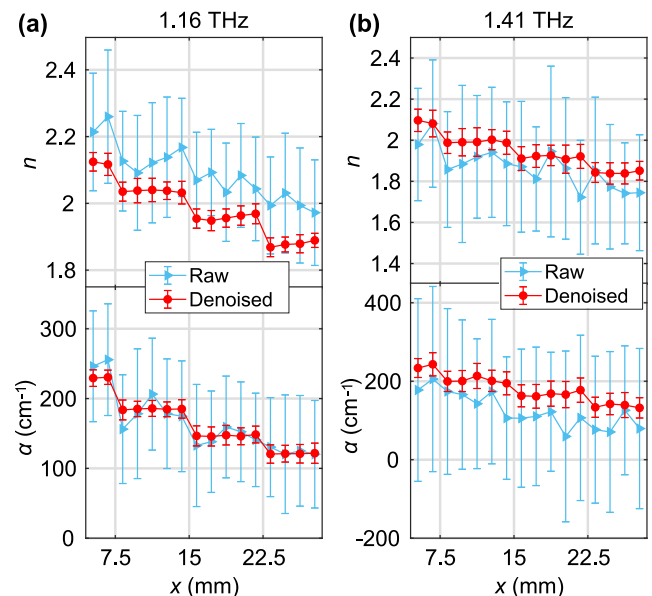 (a) 1.16 THz
2.4
2.2
2
1.8
n
Raw
Denoised
300
200
100
0
α (cm⁻¹)
7.5 15 22.5
x (mm)
(b) 1.41 THz
2.4
2.2
2
1.8
1.6
1.4
n
Raw
Denoised
400
200
0
-200
α (cm⁻¹)
7.5 15 22.5
x (mm)